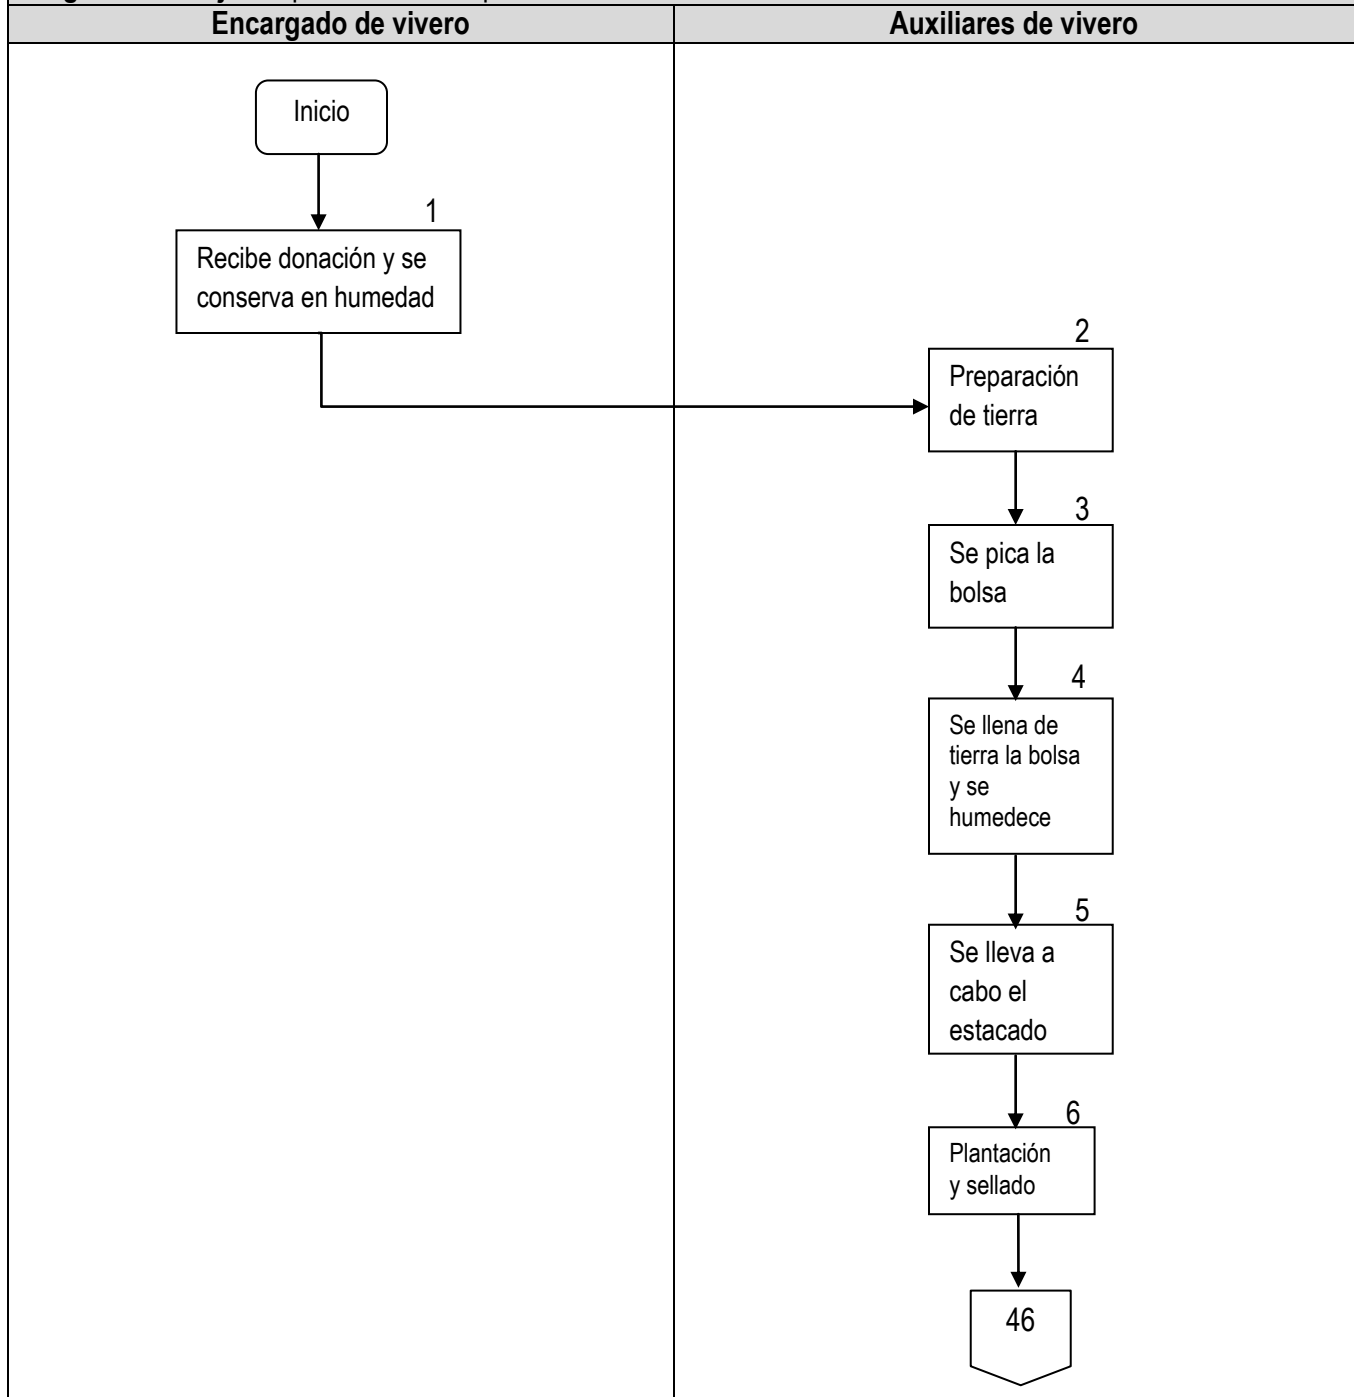 Encargado de vivero
Auxiliares de vivero
Inicio
1
Recibe donación y se
conserva en humedad
2
Preparación
de tierra
3
Se pica la
bolsa
4
Se llena de
tierra la bolsa
y se
humedece
5
Se lleva a
cabo el
estacado
6
Plantación
y sellado
46